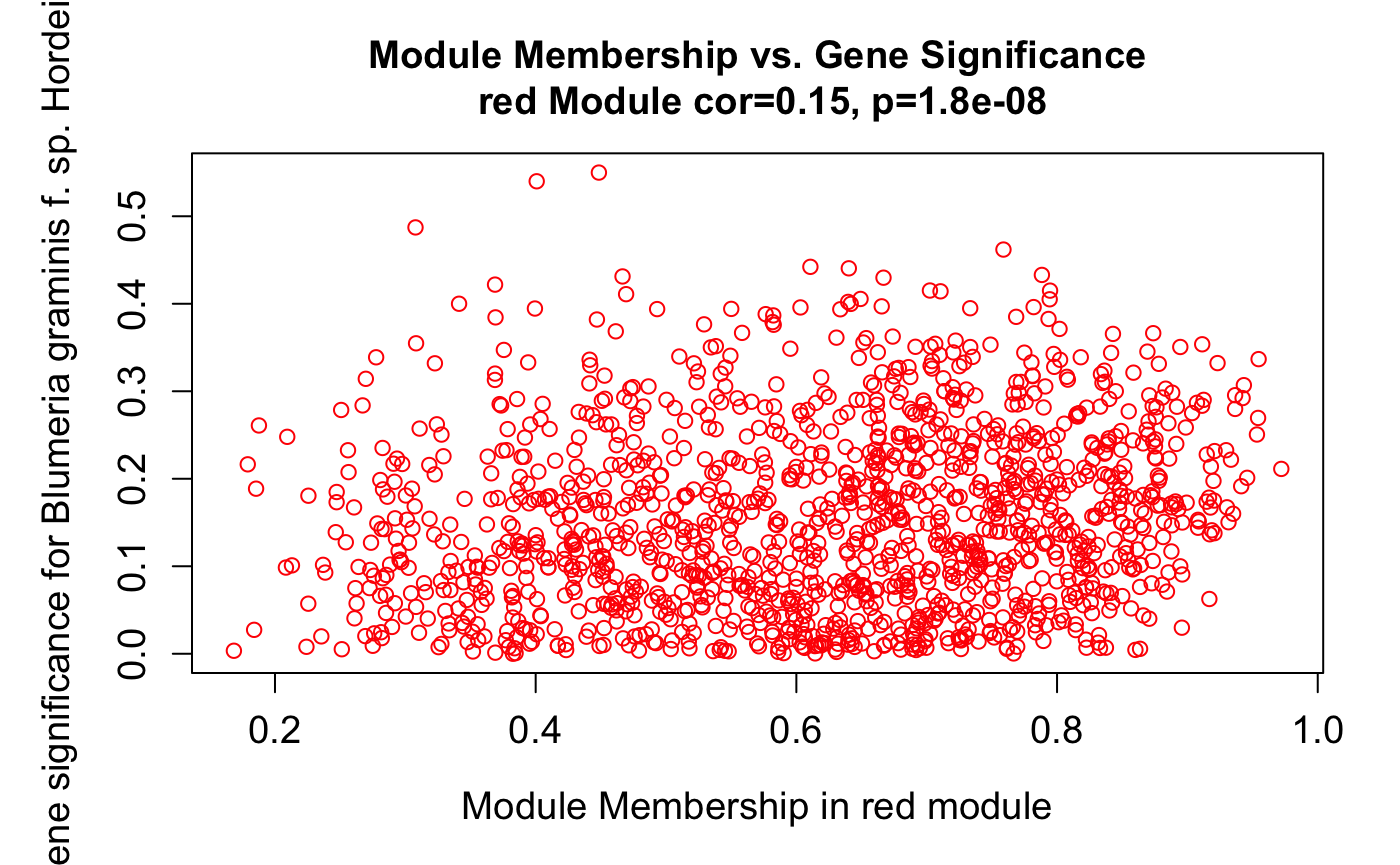 Module Membership vs. Gene Significance
red Module cor=0.15, p=1.8e-08
ene significance for Blumeria graminis f. sp. Hordei
0.5
0.4
0.3
0.2
0.1
0.0
0.2 0.4 0.6 0.8 1.0
Module Membership in red module